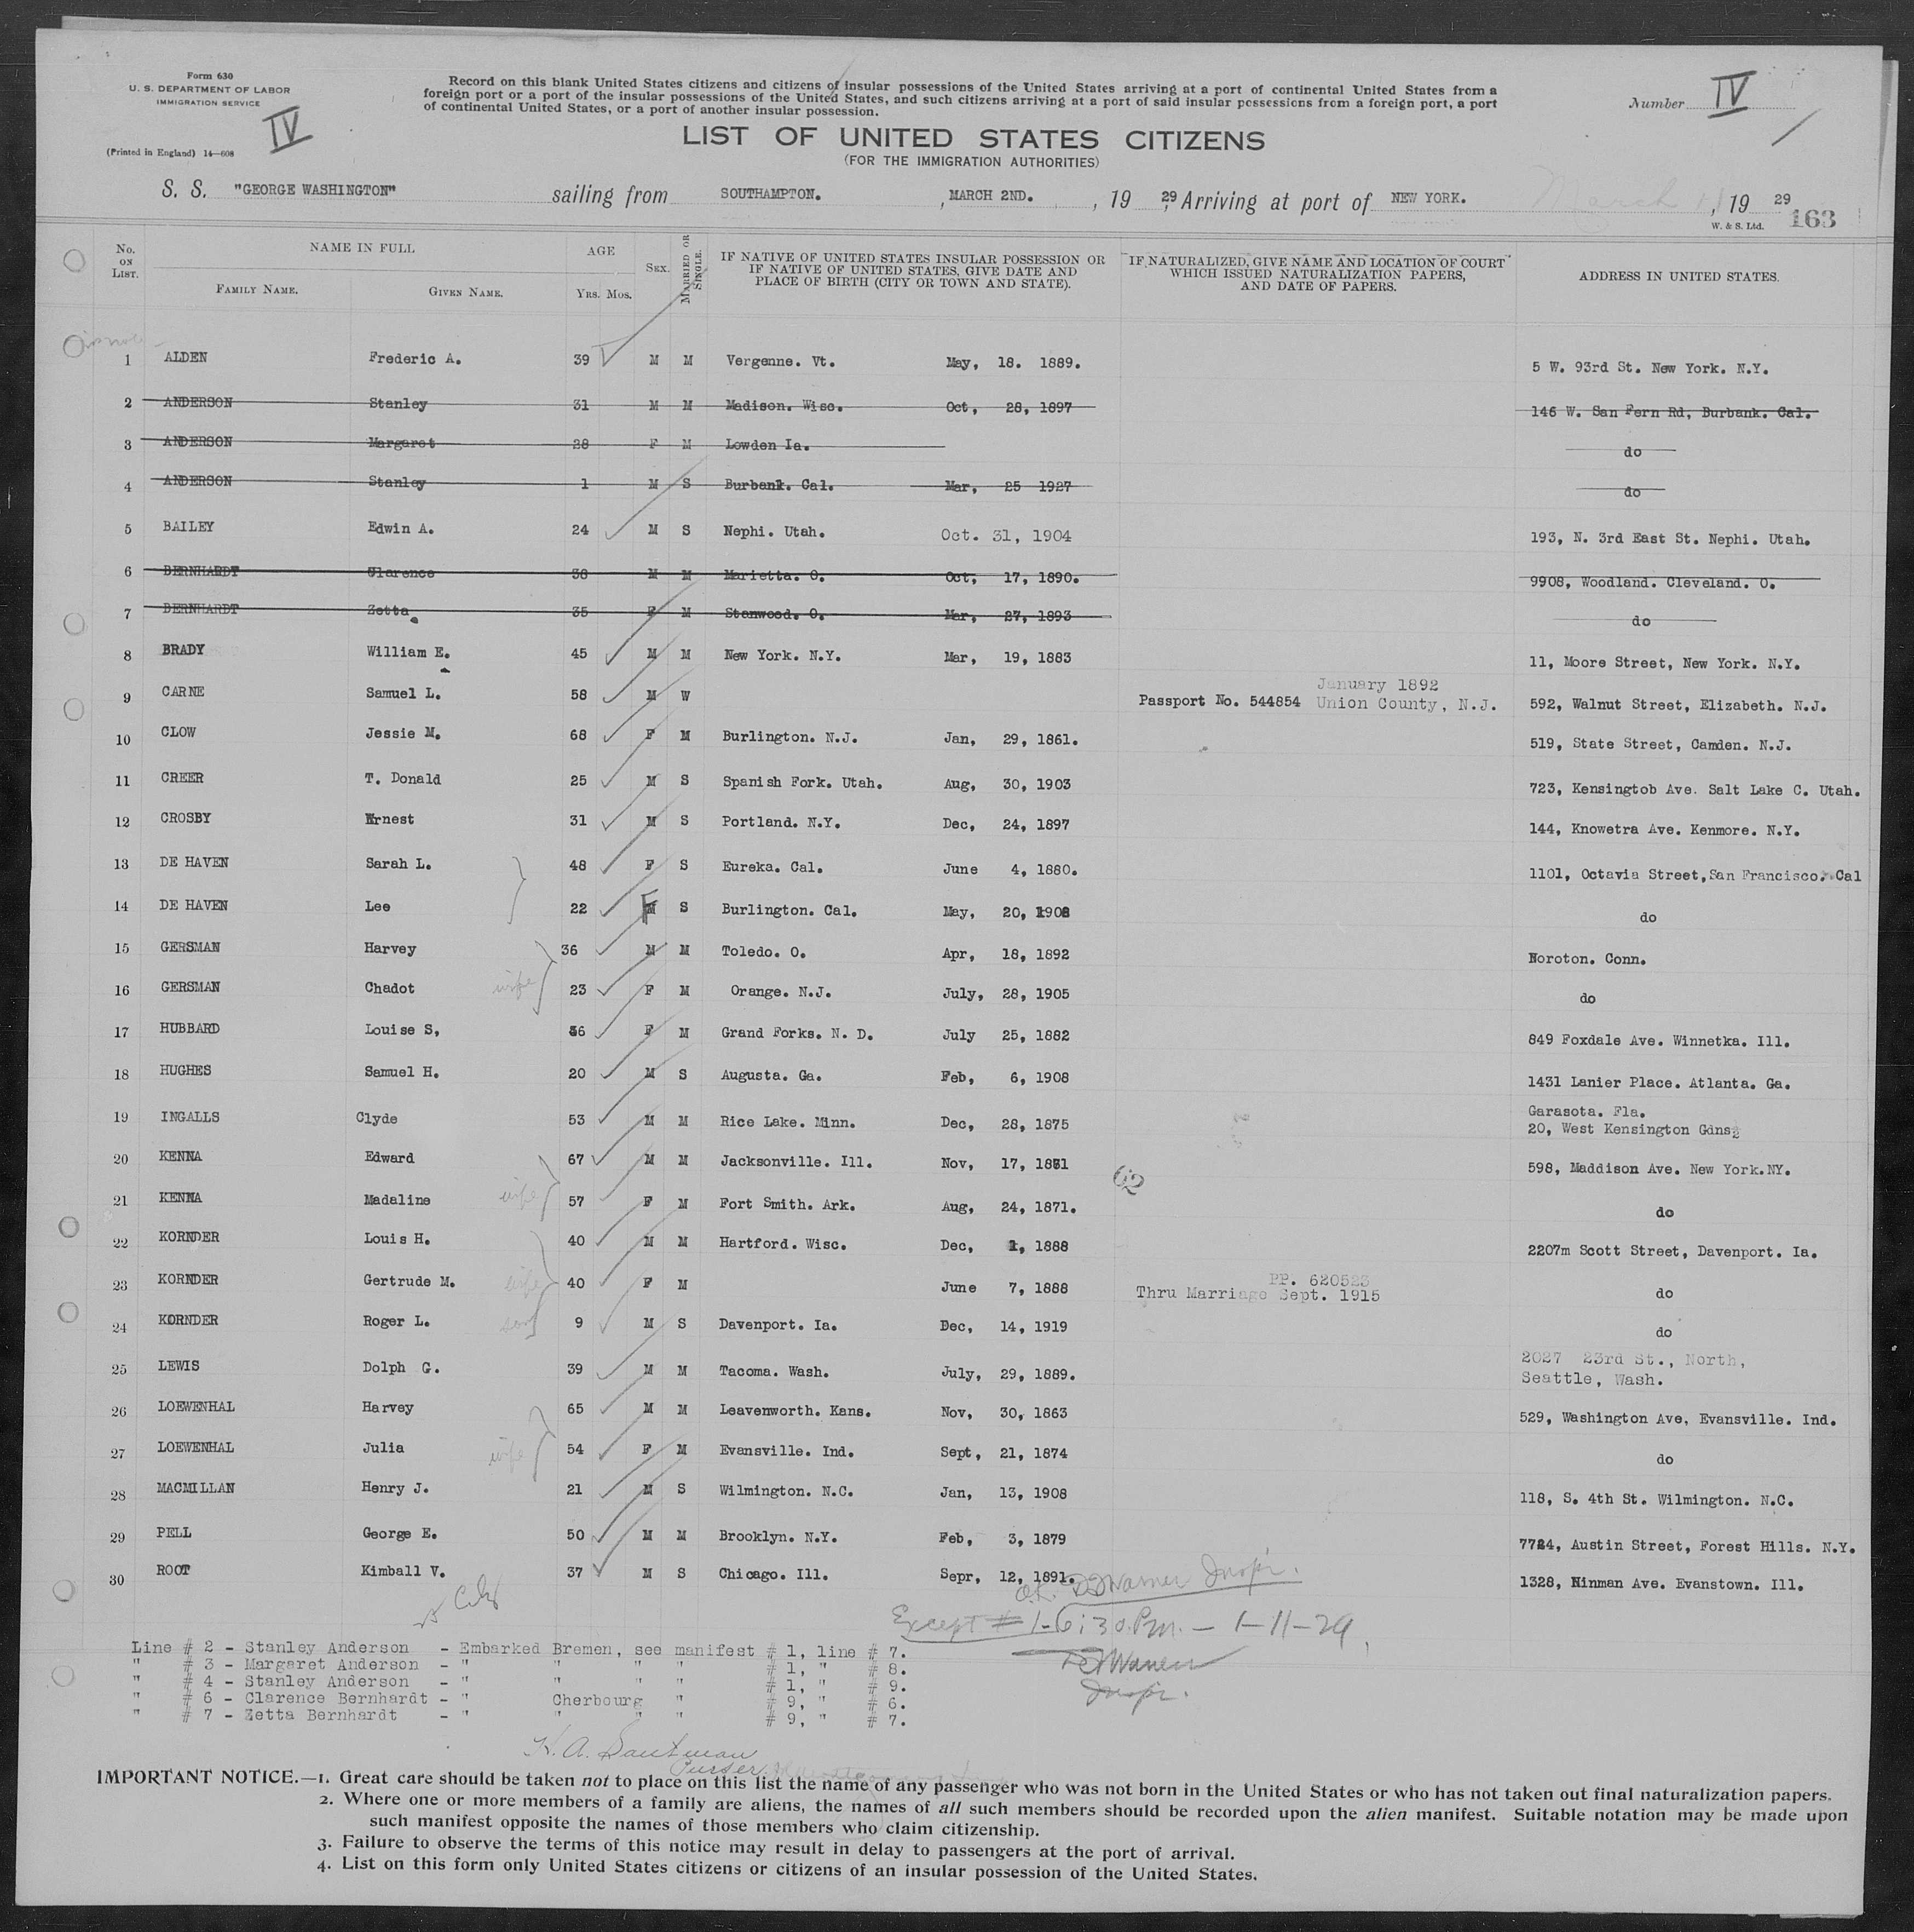 Form 630
U. S. DEPARTMENT OF LABOR
IMMIGRATION SERVICE
(Printed in England) 14—608
IV
Record on this blank United States citizens and citizens of insular possessions of the United States arriving at a port of continental United States from a
foreign port or a port of the insular possessions of the United States, and such citizens arriving at a port of said insular possessions from a foreign port, a port
of continental United States, or a port of another insular possession.
Number IV
LIST OF UNITED STATES CITIZENS
(FOR THE IMMIGRATION AUTHORITIES)
S. S. "GEORGE WASHINGTON" sailing from SOUTHAMPTON. , MARCH 2ND. , 19 29, Arriving at port of NEW YORK. March 11, 19 29
W. & S. Ltd. 163
No. ON LIST. NAME IN FULL FAMILY NAME. GIVEN NAME. AGE Yrs. Mos. SEX. MARRIED OR SINGLE. IF NATIVE OF UNITED STATES INSULAR POSSESSION OR IF NATIVE OF UNITED STATES, GIVE DATE AND PLACE OF BIRTH (CITY OR TOWN AND STATE). IF NATURALIZED, GIVE NAME AND LOCATION OF COURT WHICH ISSUED NATURALIZATION PAPERS, AND DATE OF PAPERS. ADDRESS IN UNITED STATES.
1 ALDEN Frederic A. 39 M M Vergenne. Vt. May, 18. 1889. 5 W. 93rd St. New York. N.Y.
2 ANDERSON Stanley 31 M M Madison. Wisc. Oct, 28, 1897 146 W. San Fern Rd, Burbank. Cal.
3 ANDERSON Margaret 28 F M Lowden Ia. do
4 ANDERSON Stanley 1 M S Burbank. Cal. Mar, 25 1927 do
5 BAILEY Edwin A. 24 M S Nephi. Utah. Oct. 31, 1904 193, N. 3rd East St. Nephi. Utah.
6 BERNHARDT Clarence 38 M M Marietta. O. Oct, 17, 1890. 9908, Woodland. Cleveland. O.
7 BERNHARDT Zetta 35 F M Stanwood. O. Mar, 27, 1893 do
8 BRADY William E. 45 M M New York. N.Y. Mar, 19, 1883 11, Moore Street, New York. N.Y.
9 CARNE Samuel L. 58 M W Passport No. 544854 January 1892 Union County, N.J. 592, Walnut Street, Elizabeth. N.J.
10 CLOW Jessie M. 68 F M Burlington. N.J. Jan, 29, 1861. 519, State Street, Camden. N.J.
11 CREER T. Donald 25 M S Spanish Fork. Utah. Aug, 30, 1903 723, Kensingtob Ave. Salt Lake C. Utah.
12 CROSBY Ernest 31 M S Portland. N.Y. Dec, 24, 1897 144, Knowetra Ave. Kenmore. N.Y.
13 DE HAVEN Sarah L. 48 F S Eureka. Cal. June 4, 1880. 1101, Octavia Street,San Francisco. Cal
14 DE HAVEN Lee 22 F S Burlington. Cal. May, 20, 1908 do
15 GERSMAN Harvey 36 M M Toledo. O. Apr, 18, 1892 Noroton. Conn.
16 GERSMAN Chadot wife 23 F M Orange. N.J. July, 28, 1905 do
17 HUBBARD Louise S, 46 F M Grand Forks. N. D. July 25, 1882 849 Foxdale Ave. Winnetka. Ill.
18 HUGHES Samuel H. 20 M S Augusta. Ga. Feb, 6, 1908 1431 Lanier Place. Atlanta. Ga.
19 INGALLS Clyde 53 M M Rice Lake. Minn. Dec, 28, 1875 Garasota. Fla. 20, West Kensington Gdns
20 KENNA Edward 67 M M Jacksonville. Ill. Nov, 17, 1861 598, Maddison Ave. New York.NY.
21 KENNA Madaline wife 57 F M Fort Smith. Ark. Aug, 24, 1871. do
22 KORNDER Louis H. 40 M M Hartford. Wisc. Dec, 1, 1888 2207m Scott Street, Davenport. Ia.
23 KORNDER Gertrude M. wife 40 F M June 7, 1888 PP. 620523 Thru Marriage Sept. 1915 do
24 KORNDER Roger L. son 9 M S Davenport. Ia. Dec, 14, 1919 do
25 LEWIS Dolph G. 39 M M Tacoma. Wash. July, 29, 1889. 2027 23rd St., North, Seattle, Wash.
26 LOEWENHAL Harvey 65 M M Leavenworth. Kans. Nov, 30, 1863 529, Washington Ave, Evansville. Ind.
27 LOEWENHAL Julia wife 54 F M Evansville. Ind. Sept, 21, 1874 do
28 MACMILLAN Henry J. 21 M S Wilmington. N.C. Jan, 13, 1908 118, S. 4th St. Wilmington. N.C.
29 PELL George E. 50 M M Brooklyn. N.Y. Feb, 3, 1879 7724, Austin Street, Forest Hills. N.Y.
30 ROOT Kimball V. 37 M S Chicago. Ill. Sepr, 12, 1891. 1328, Hinman Ave. Evanstown. Ill.
O.K. Warner Inspr.
Except # 1-6:30 P.M. — 1-11-29
Inspr.
Line # 2 - Stanley Anderson - Embarked Bremen, see manifest # 1, line # 7.
" # 3 - Margaret Anderson - " " " " # 1, " # 8.
" # 4 - Stanley Anderson - " " " " # 1, " # 9.
" # 6 - Clarence Bernhardt - " Cherbourg " # 9, " # 6.
" # 7 - Zetta Bernhardt - " " " " # 9, " # 7.
Purser
IMPORTANT NOTICE.—1. Great care should be taken not to place on this list the name of any passenger who was not born in the United States or who has not taken out final naturalization papers.
2. Where one or more members of a family are aliens, the names of all such members should be recorded upon the alien manifest. Suitable notation may be made upon
such manifest opposite the names of those members who claim citizenship.
3. Failure to observe the terms of this notice may result in delay to passengers at the port of arrival.
4. List on this form only United States citizens or citizens of an insular possession of the United States.